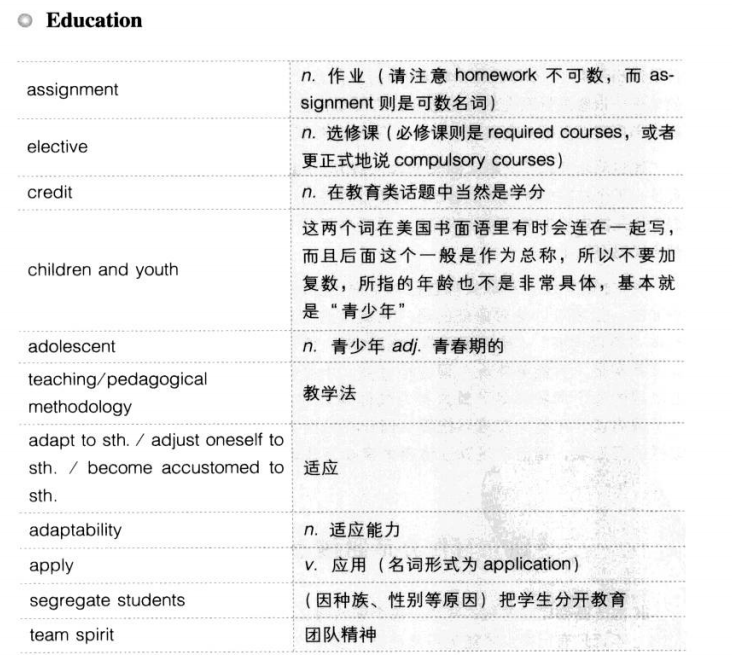 Education
assignment
n. 作业（请注意 homework 不可数，而 as-
signment 则是可数名词）
elective
n. 选修课（必修课则是 required courses，或者
更正式地说 compulsory courses）
credit
n. 在教育类话题中当然是学分
children and youth
这两个词在美国书面语里有时会连在一起写，
而且后面这个一般是作为总称，所以不要加
复数，所指的年龄也不是非常具体，基本就
是“青少年”
adolescent
n. 青少年 adj. 青春期的
teaching/pedagogical
methodology
教学法
adapt to sth. / adjust oneself to
sth. / become accustomed to
sth.
适应
adaptability
n. 适应能力
apply
v. 应用（名词形式为 application）
segregate students
（因种族、性别等原因）把学生分开教育
team spirit
团队精神